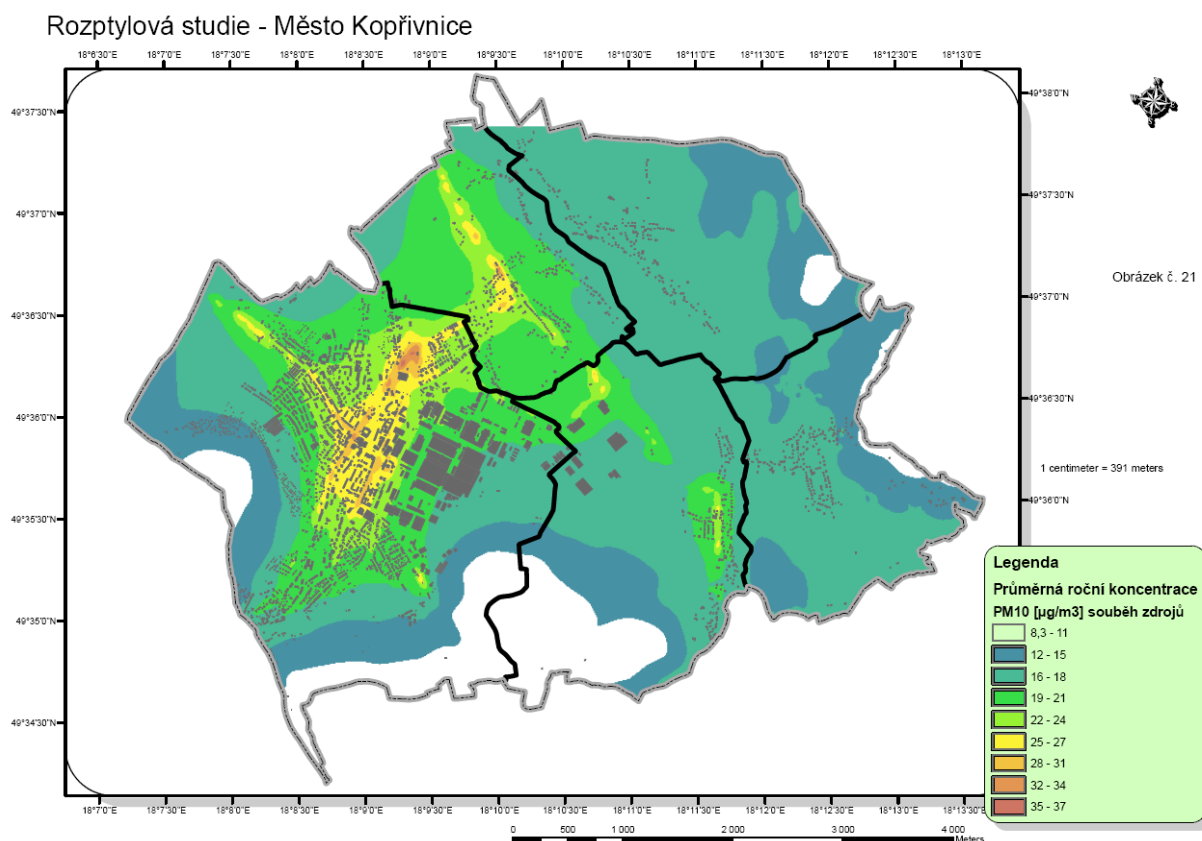 Rozptylová studie - Město Kopřivnice
18°6'30"E 18°7'0"E 18°7'30"E 18°8'0"E 18°8'30"E 18°9'0"E 18°9'30"E 18°10'0"E 18°10'30"E 18°11'0"E 18°11'30"E 18°12'0"E 18°12'30"E 18°13'0"E
49°38'0"N
49°37'30"N
49°37'30"N
49°37'0"N
Obrázek č. 21
49°37'0"N
49°36'30"N
49°36'30"N
49°36'0"N
1 centimeter = 391 meters
49°36'0"N
49°35'30"N
49°35'0"N
49°34'30"N
Legenda
Průměrná roční koncentrace
PM10 [µg/m3] souběh zdrojů
8,3 - 11
12 - 15
16 - 18
19 - 21
22 - 24
25 - 27
28 - 31
32 - 34
35 - 37
18°7'0"E 18°7'30"E 18°8'0"E 18°8'30"E 18°9'0"E 18°9'30"E 18°10'0"E 18°10'30"E 18°11'0"E 18°11'30"E 18°12'0"E 18°12'30"E 18°13'0"E 18°13'30"E
0 500 1 000 2 000 3 000 4 000
Meters